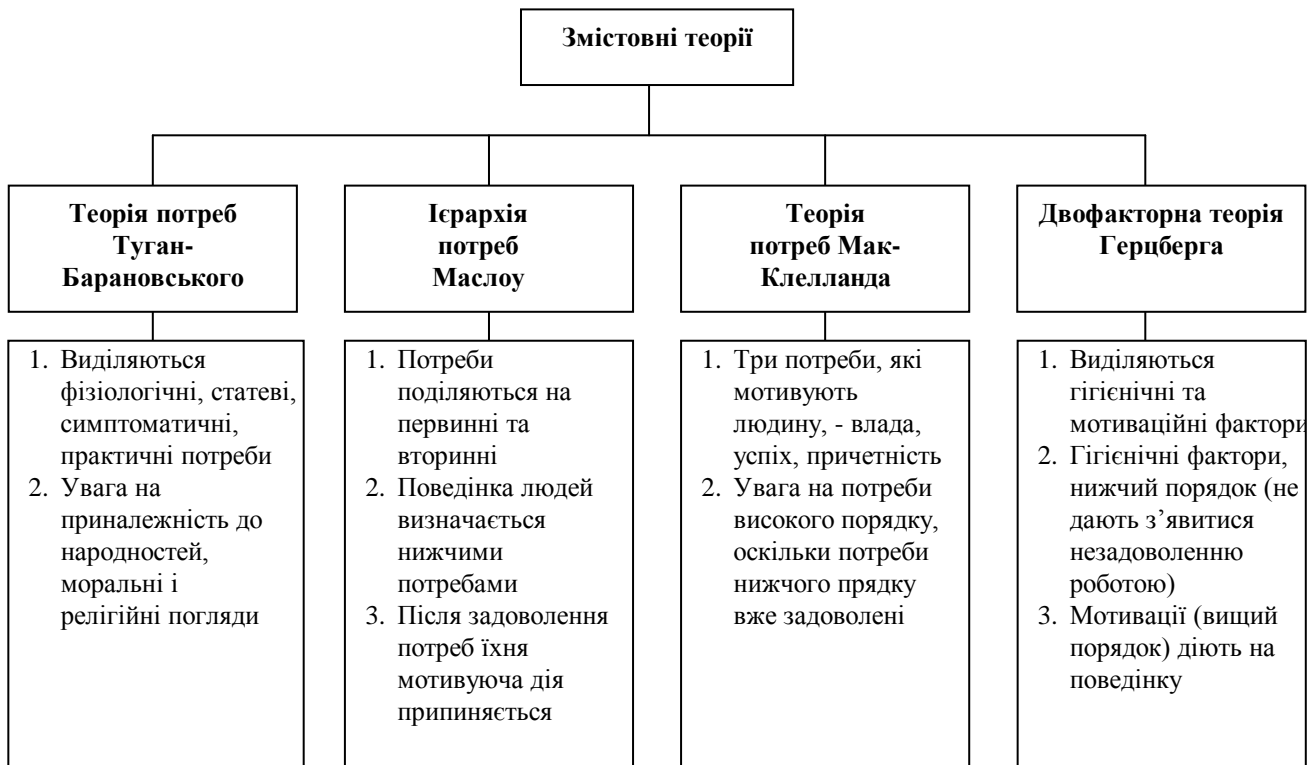 Змістовні теорії
Теорія потреб
Туган-
Барановського
1. Виділяються
фізіологічні, статеві,
симптоматичні,
практичні потреби
2. Увага на
приналежність до
народностей,
моральні і
релігійні погляди
Ієрархія
потреб
Маслоу
1. Потреби
поділяються на
первинні та
вторинні
2. Поведінка людей
визначається
нижчими
потребами
3. Після задоволення
потреб їхня
мотивуюча дія
припиняється
Теорія
потреб Мак-
Клелланда
1. Три потреби, які
мотивують
людину, - влада,
успіх, причетність
2. Увага на потреби
високого порядку,
оскільки потреби
нижчого прядку
вже задоволені
Двофакторна теорія
Герцберга
1. Виділяються
гігієнічні та
мотиваційні фактори
2. Гігієнічні фактори,
нижчий порядок (не
дають з’явитися
незадоволенню
роботою)
3. Мотивації (вищий
порядок) діють на
поведінку